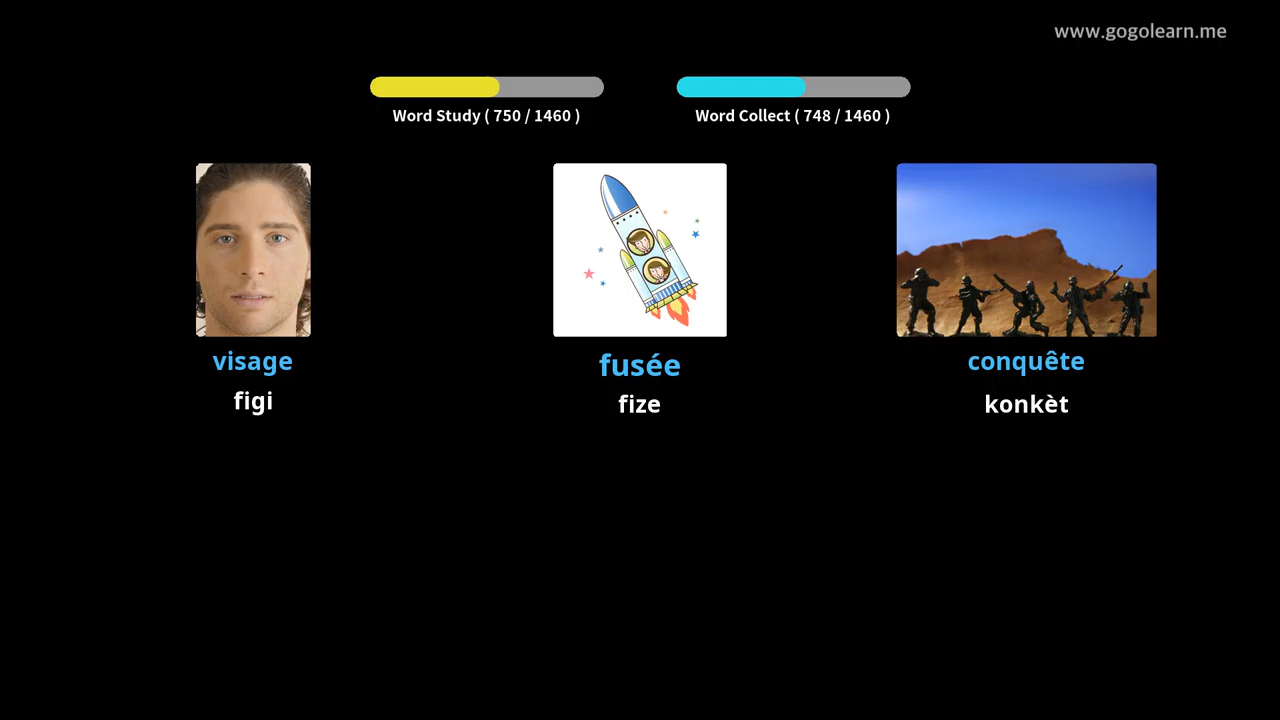 www.gogolearn.me
Word Study ( 750 / 1460 )
Word Collect ( 748 / 1460 )
visage
figi
fusée
fize
conquête
konkèt